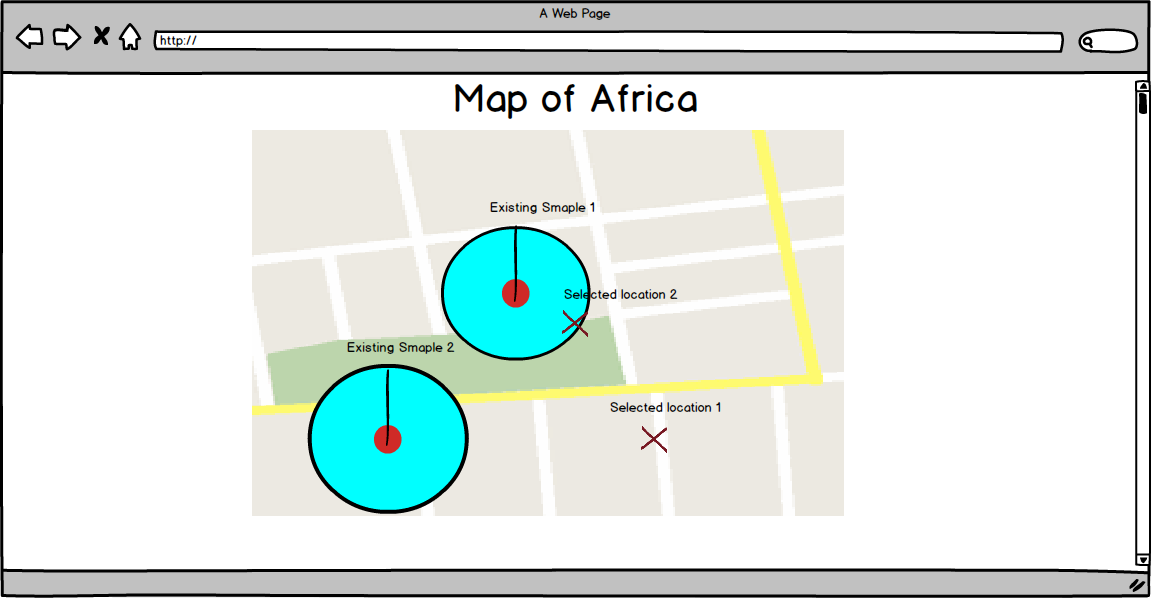 A Web Page
http://
Map of Africa
Existing Smaple 1
Selected location 2
Existing Smaple 2
Selected location 1